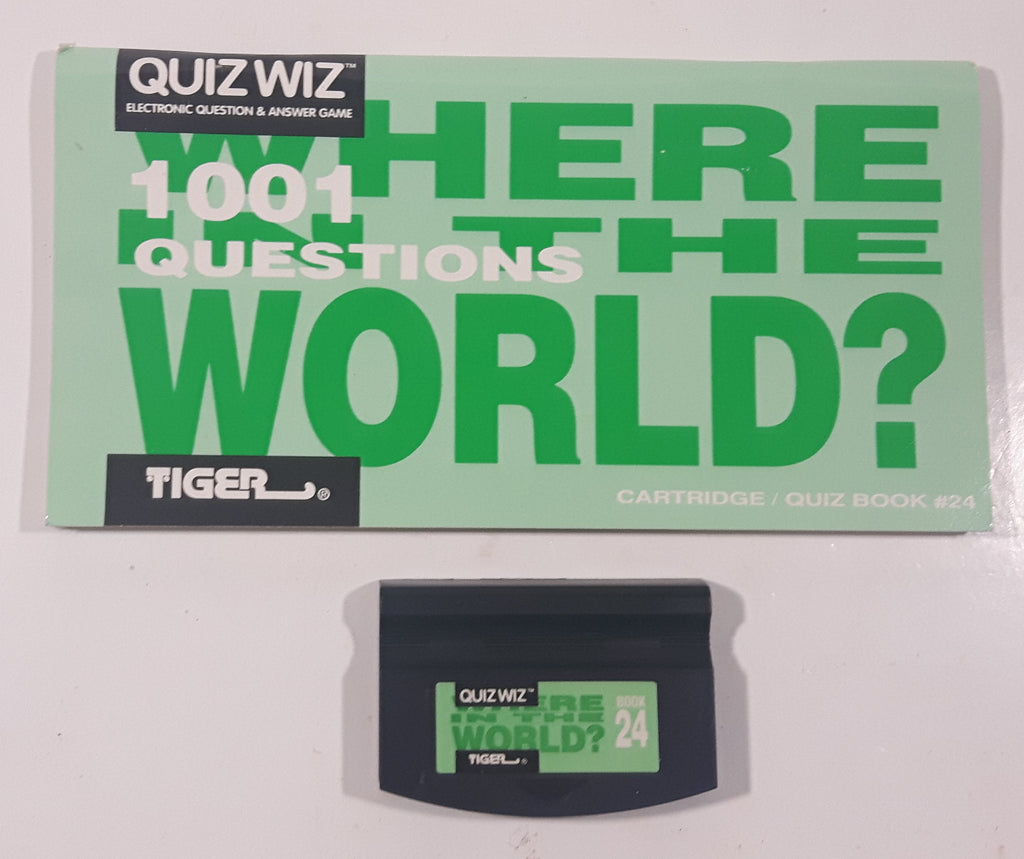 QUIZ WIZ™
ELECTRONIC QUESTION & ANSWER GAME
WHERE
1001
IN THE
QUESTIONS
WORLD?
TIGER®
CARTRIDGE / QUIZ BOOK #24
QUIZ WIZ™
WHERE
BOOK
IN THE
24
WORLD?
TIGER®